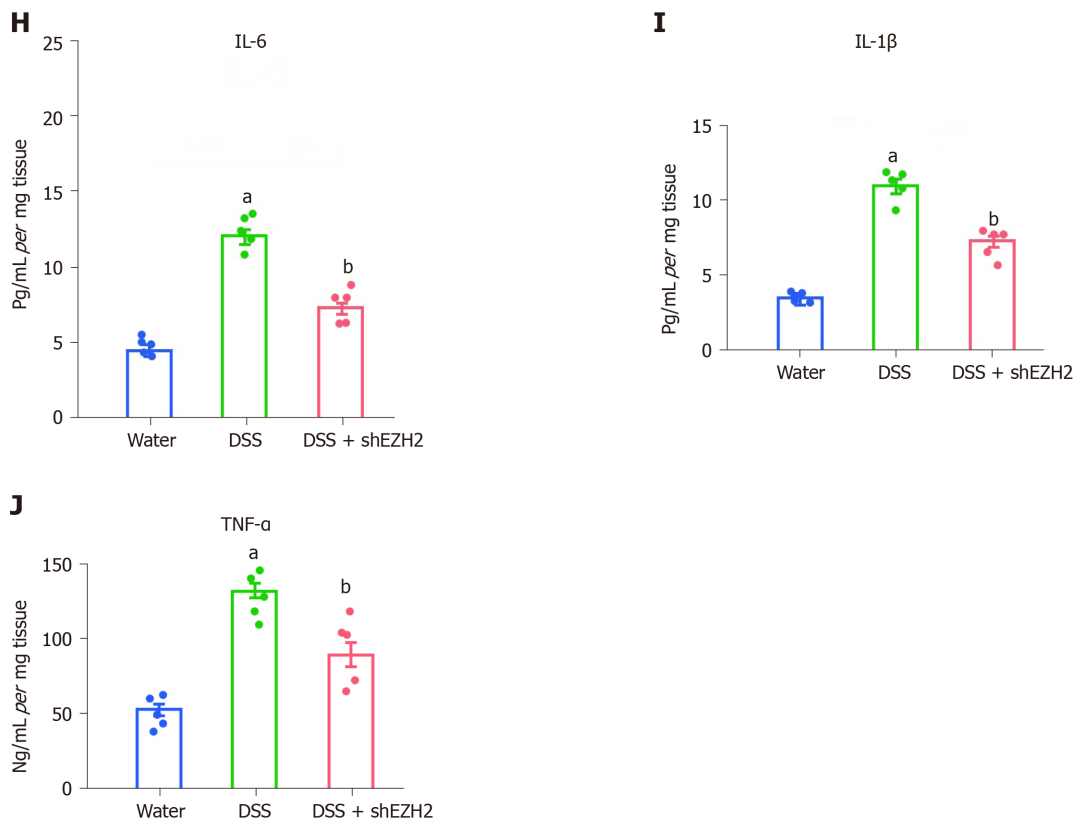 H
IL-6
25
20
15
10
5
0
Pg/mL per mg tissue
a
b
Water DSS DSS + shEZH2
I
IL-1β
15
10
5
0
Pg/mL per mg tissue
a
b
Water DSS DSS + shEZH2
J
TNF-α
150
100
50
0
Ng/mL per mg tissue
a
b
Water DSS DSS + shEZH2